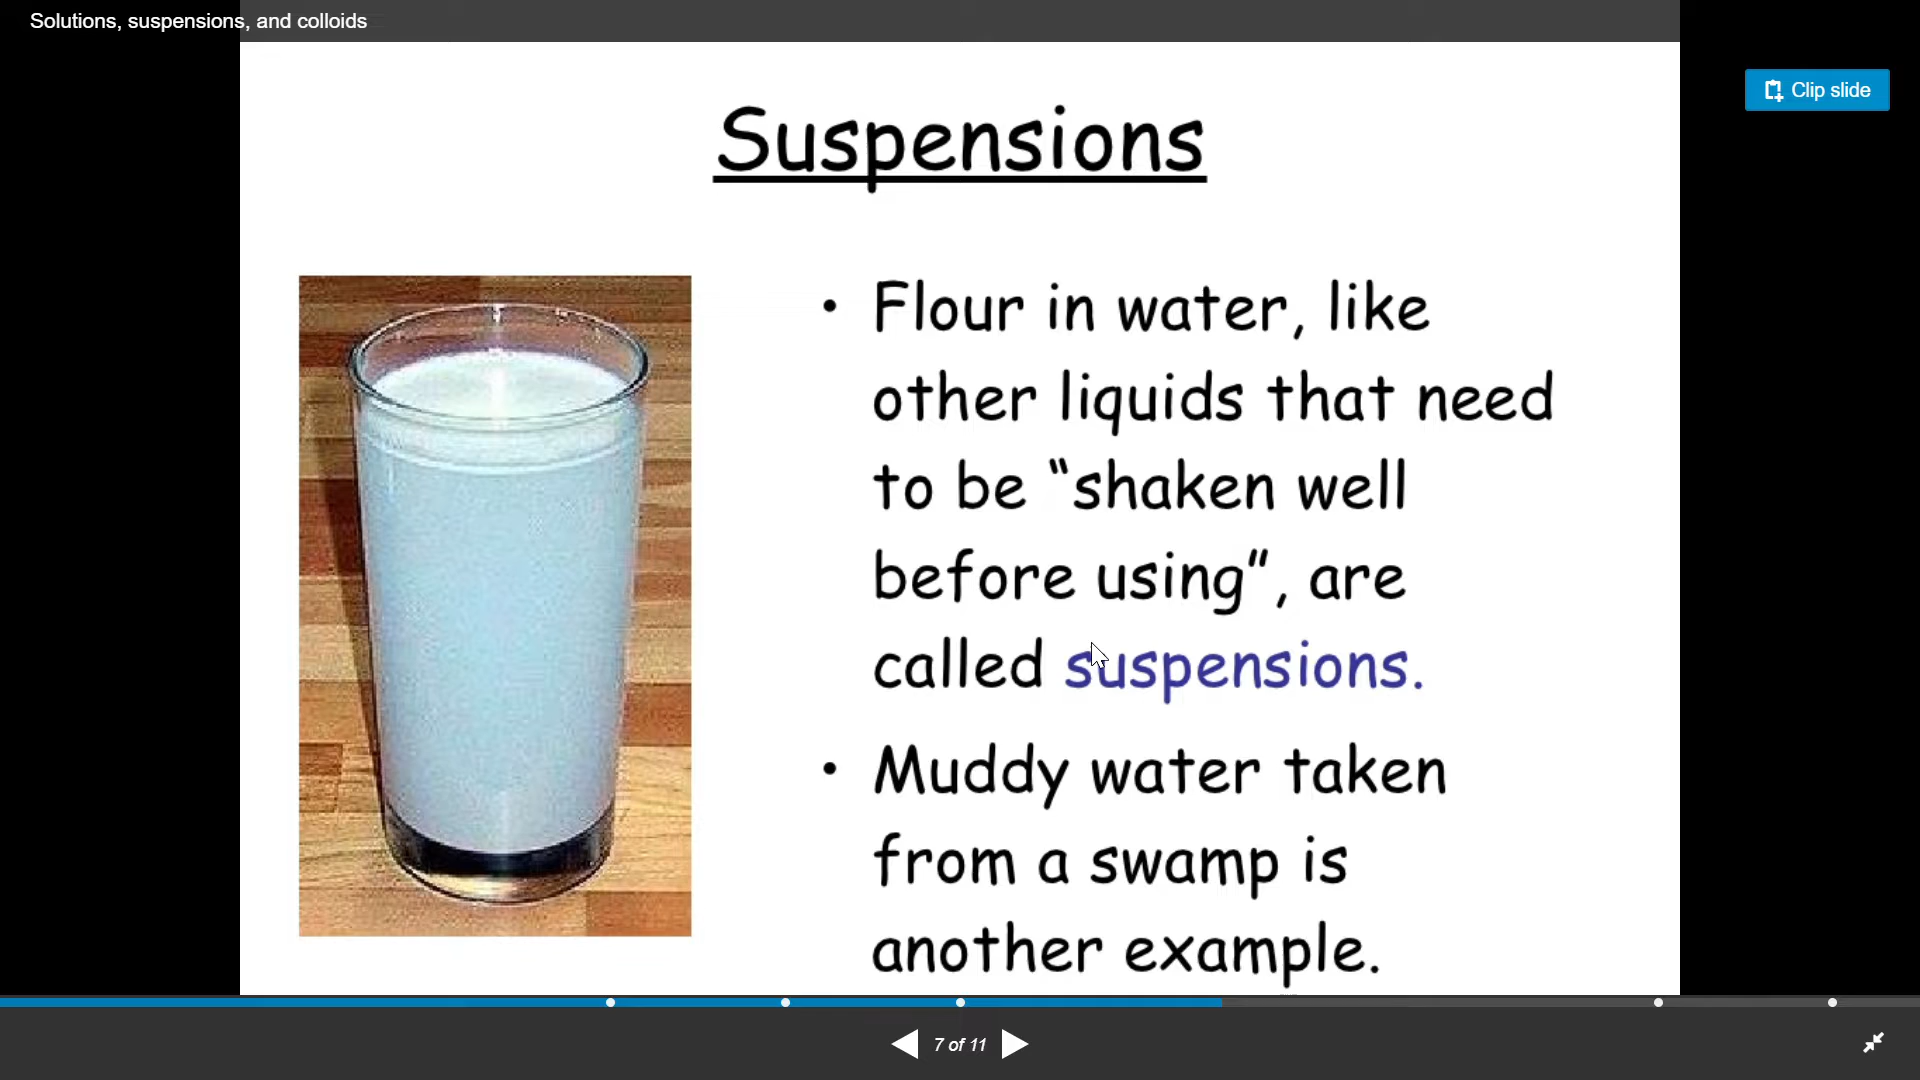 Solutions, suspensions, and colloids
Clip slide
Suspensions
• Flour in water, like
other liquids that need
to be “shaken well
before using”, are
called suspensions.
• Muddy water taken
from a swamp is
another example.
7 of 11